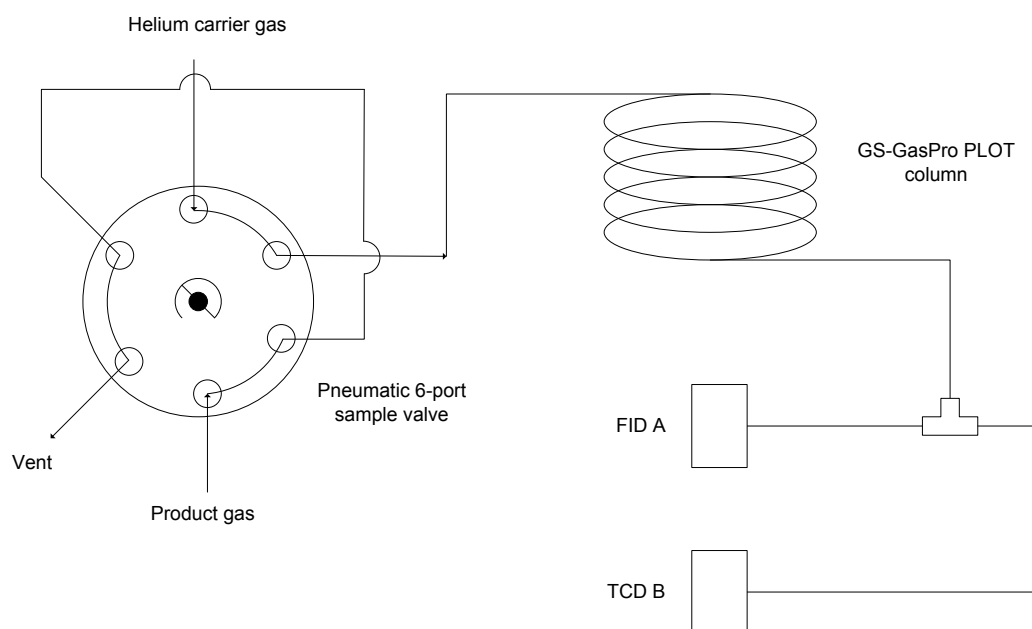 Helium carrier gas
GS-GasPro PLOT
column
Pneumatic 6-port
sample valve
FID A
Vent
Product gas
TCD B